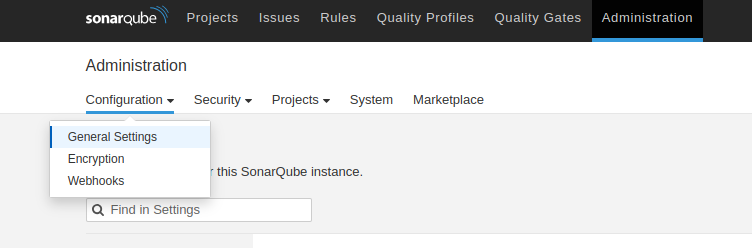 sonarqube Projects Issues Rules Quality Profiles Quality Gates Administration
Administration
Configuration Security Projects System Marketplace
General Settings
Encryption
Webhooks
this SonarQube instance.
Find in Settings